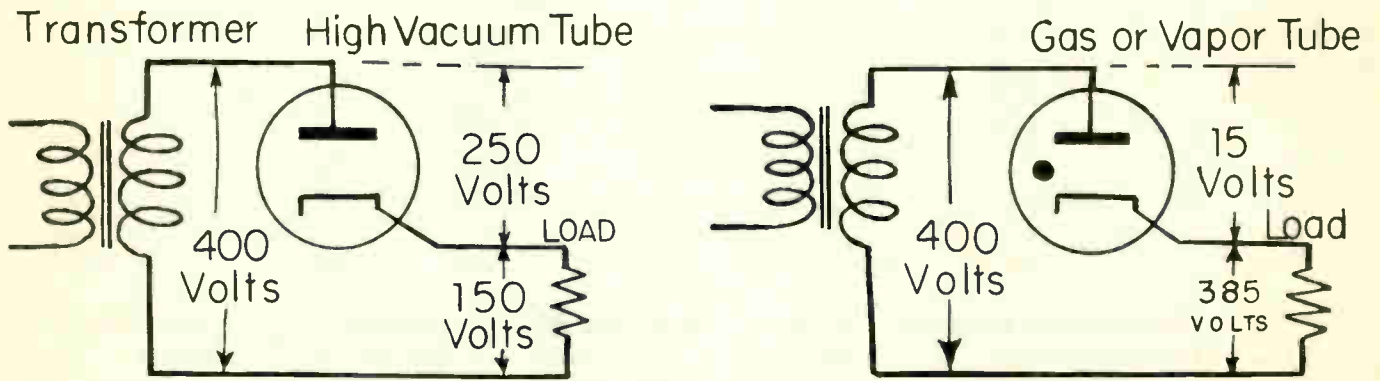 Transformer
High Vacuum Tube
250
Volts
LOAD
400
Volts
150
Volts
Gas or Vapor Tube
15
Volts
Load
400
Volts
385
VOLTS